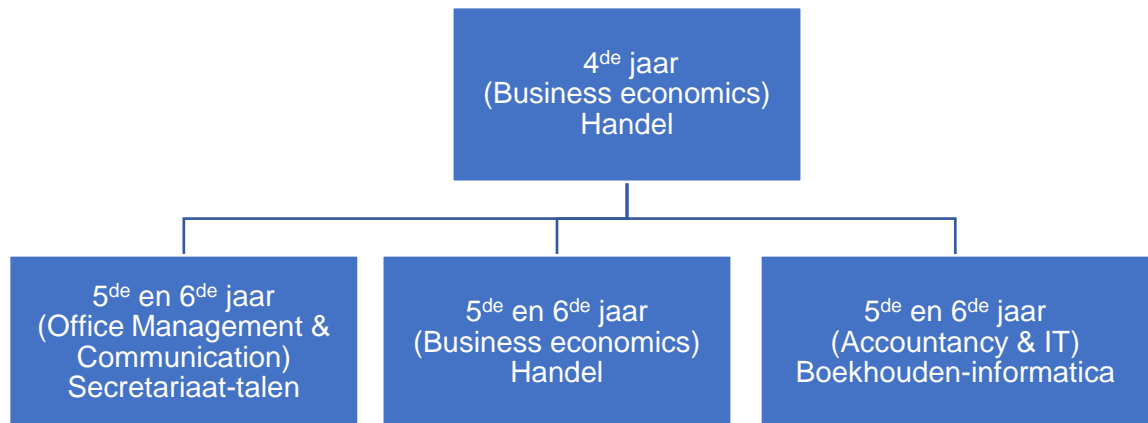 4de jaar
(Business economics)
Handel
5de en 6de jaar
(Office Management &
Communication)
Secretariaat-talen
5de en 6de jaar
(Business economics)
Handel
5de en 6de jaar
(Accountancy & IT)
Boekhouden-informatica